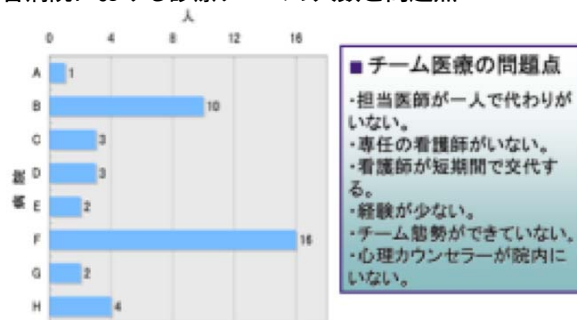 人
0 4 8 12 16
A 1
B 10
C 3
D 3
E 2
F 16
G 2
H 4
病院
■ チーム医療の問題点
・担当医師が一人で代わりが
いない。
・専任の看護師がいない。
・看護師が短期間で交代す
る。
・経験が少ない。
・チーム態勢ができていない。
・心理カウンセラーが院内に
いない。